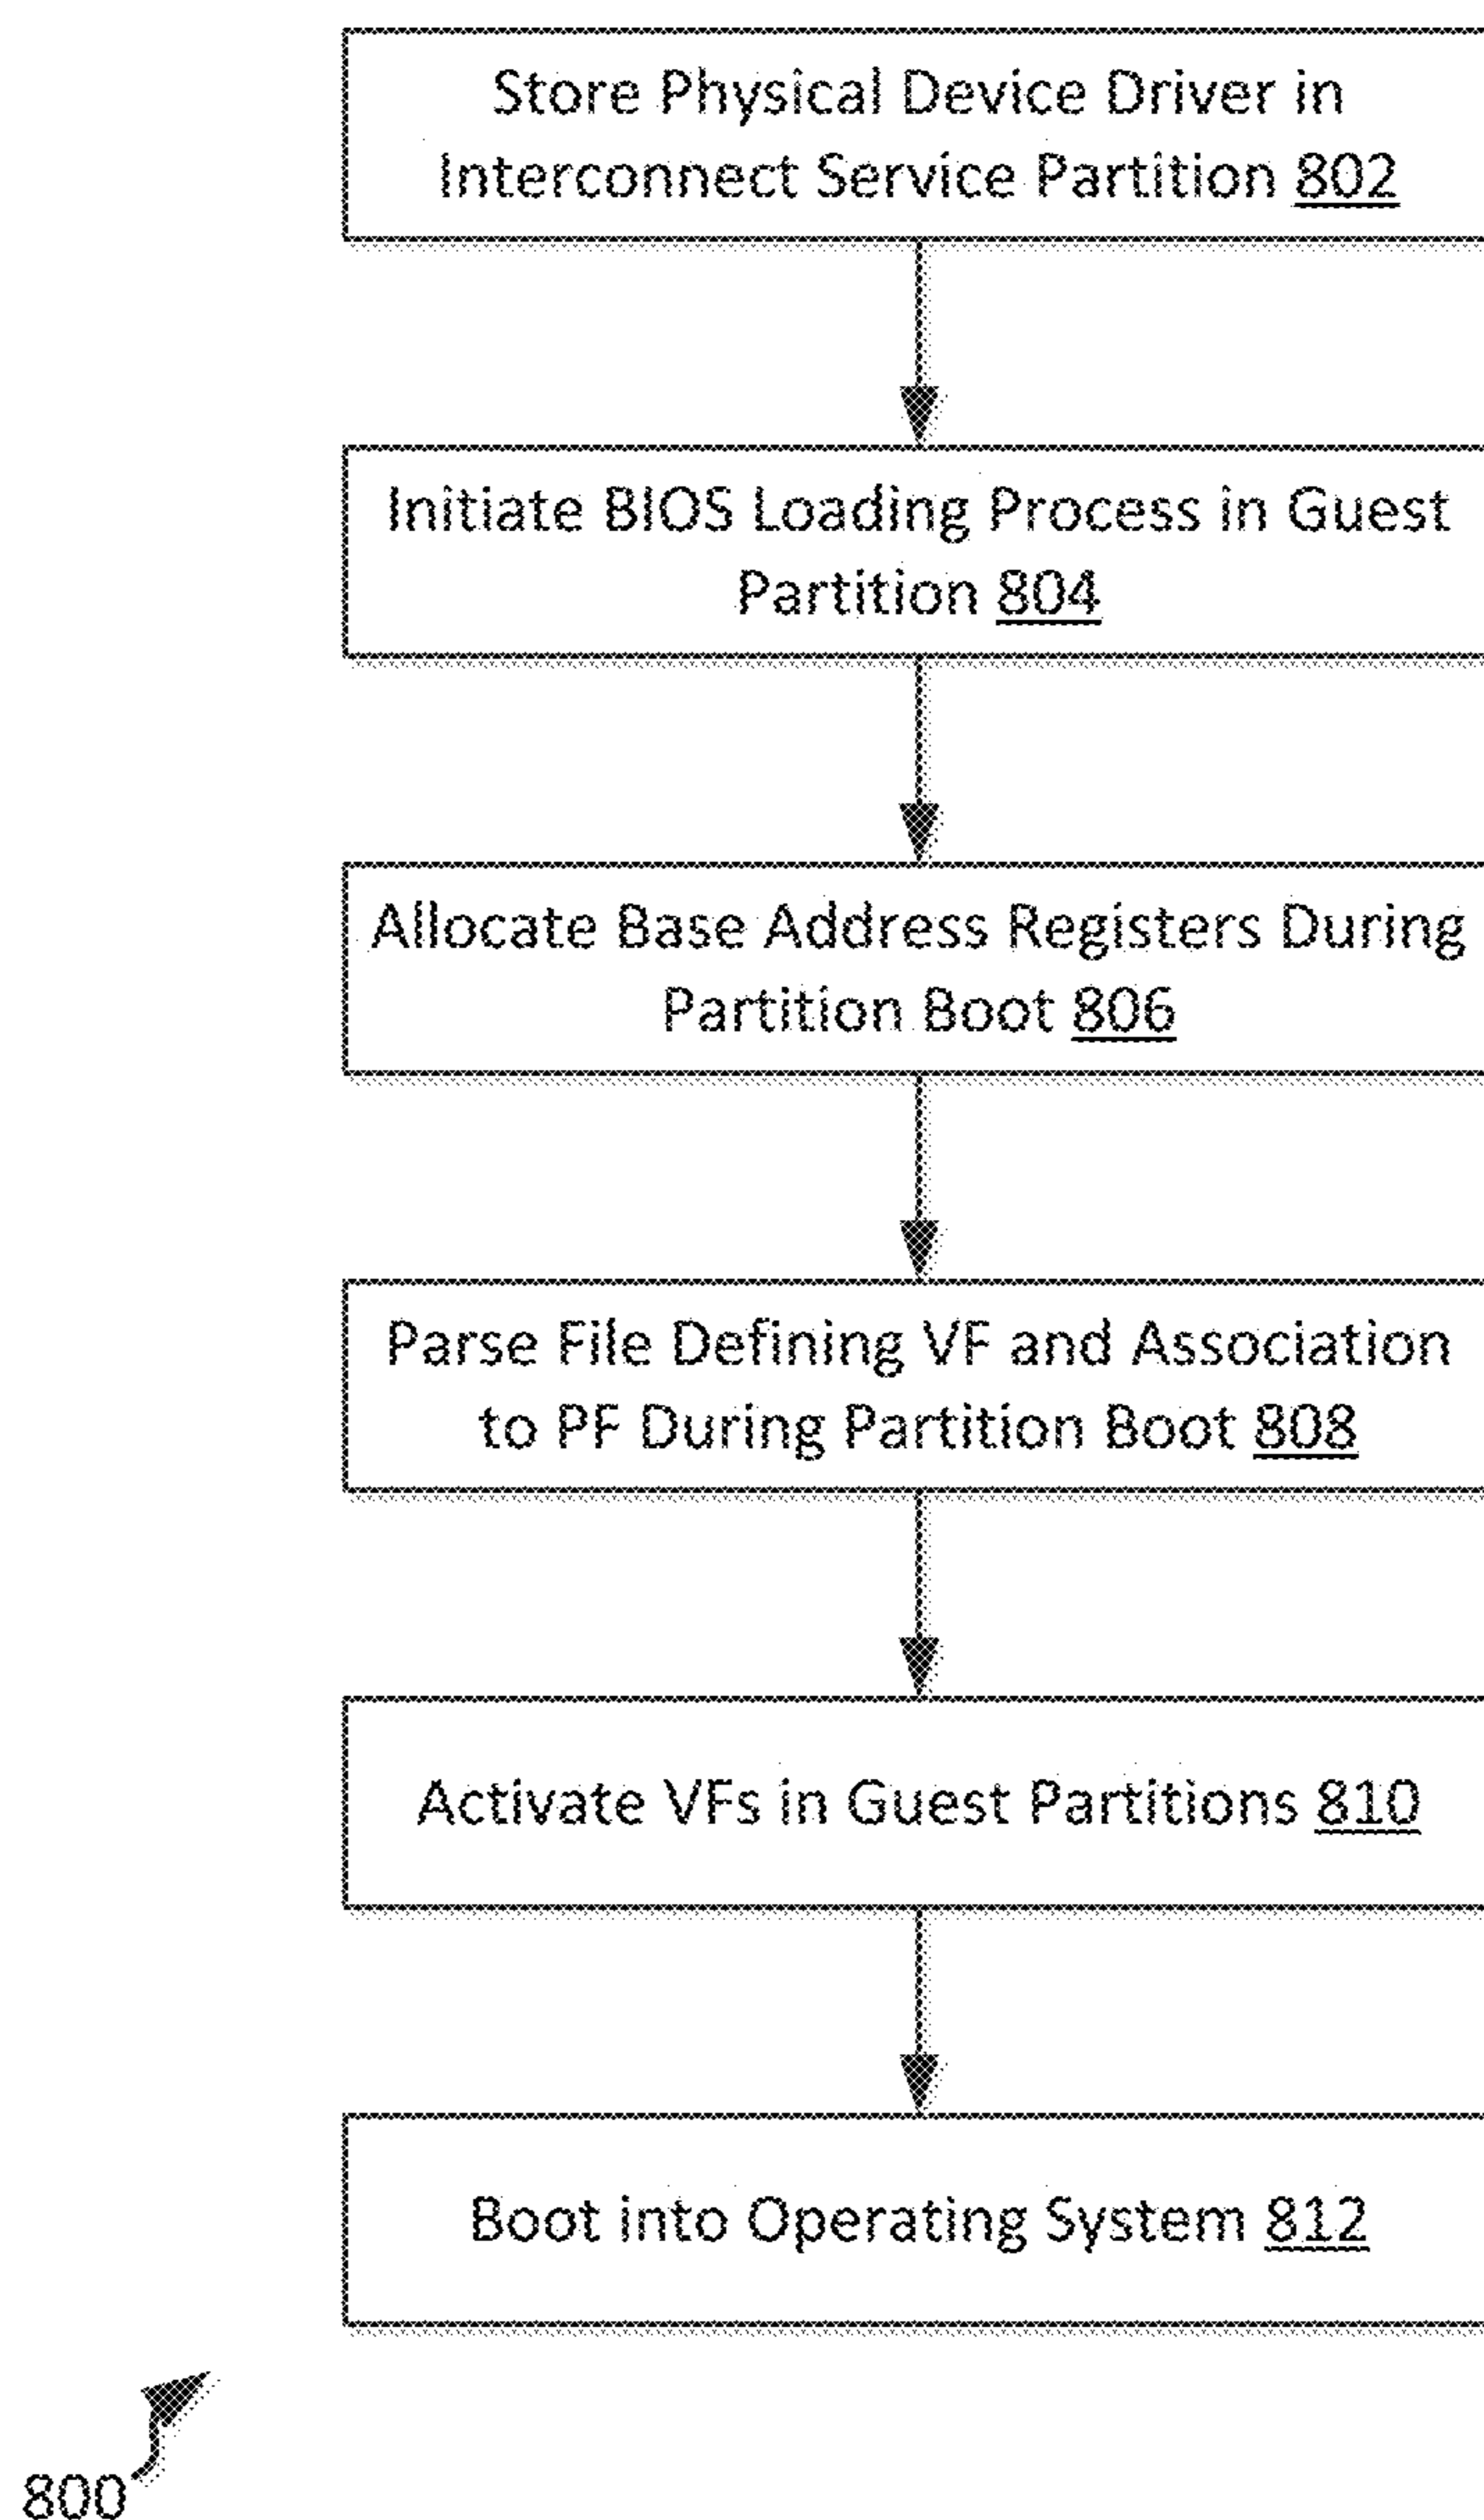 Store Physical Device Driver in
Interconnect Service Partition 802
Initiate BIOS Loading Process in Guest
Partition 804
Allocate Base Address Registers During
Partition Boot 806
Parse File Defining VF and Association
to PF During Partition Boot 808
Activate VFs in Guest Partitions 810
Boot into Operating System 812
800